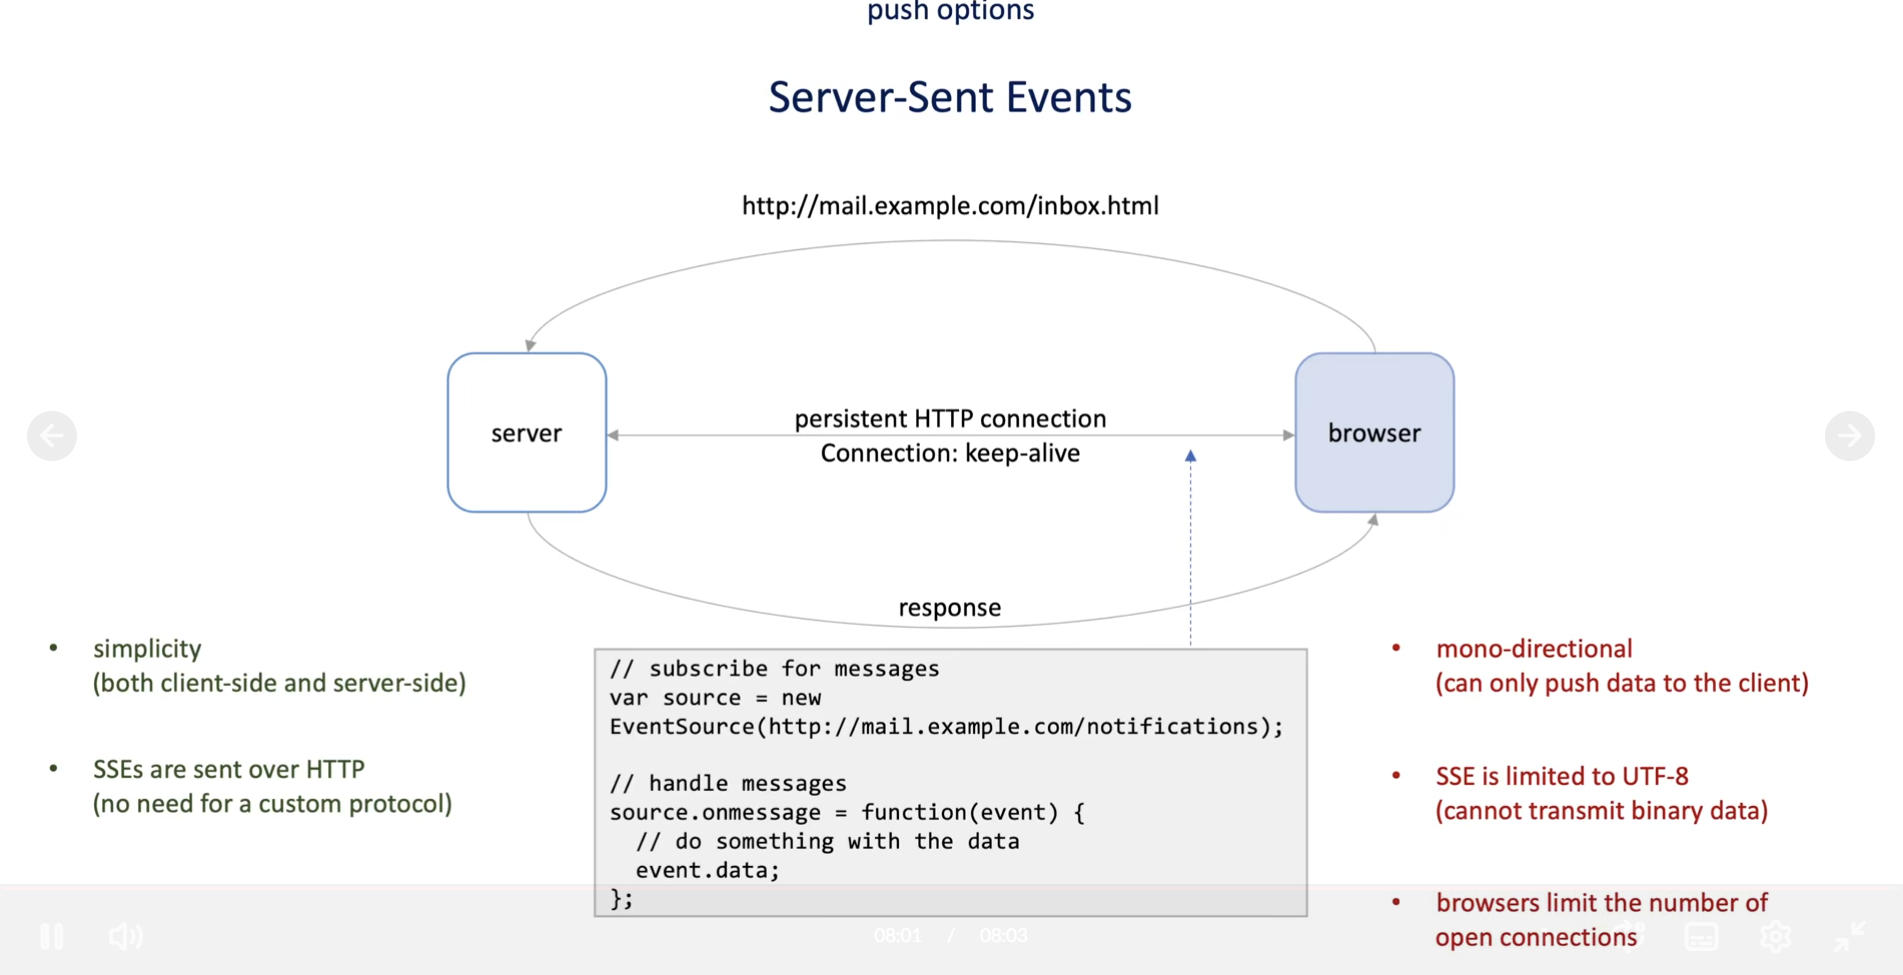 push options
Server-Sent Events
http://mail.example.com/inbox.html
server
persistent HTTP connection
Connection: keep-alive
browser
response
• simplicity
(both client-side and server-side)
• SSEs are sent over HTTP
(no need for a custom protocol)
// subscribe for messages
var source = new
EventSource(http://mail.example.com/notifications);
// handle messages
source.onmessage = function(event) {
// do something with the data
event.data;
};
• mono-directional
(can only push data to the client)
• SSE is limited to UTF-8
(cannot transmit binary data)
• browsers limit the number of
open connections
08:01 / 08:03